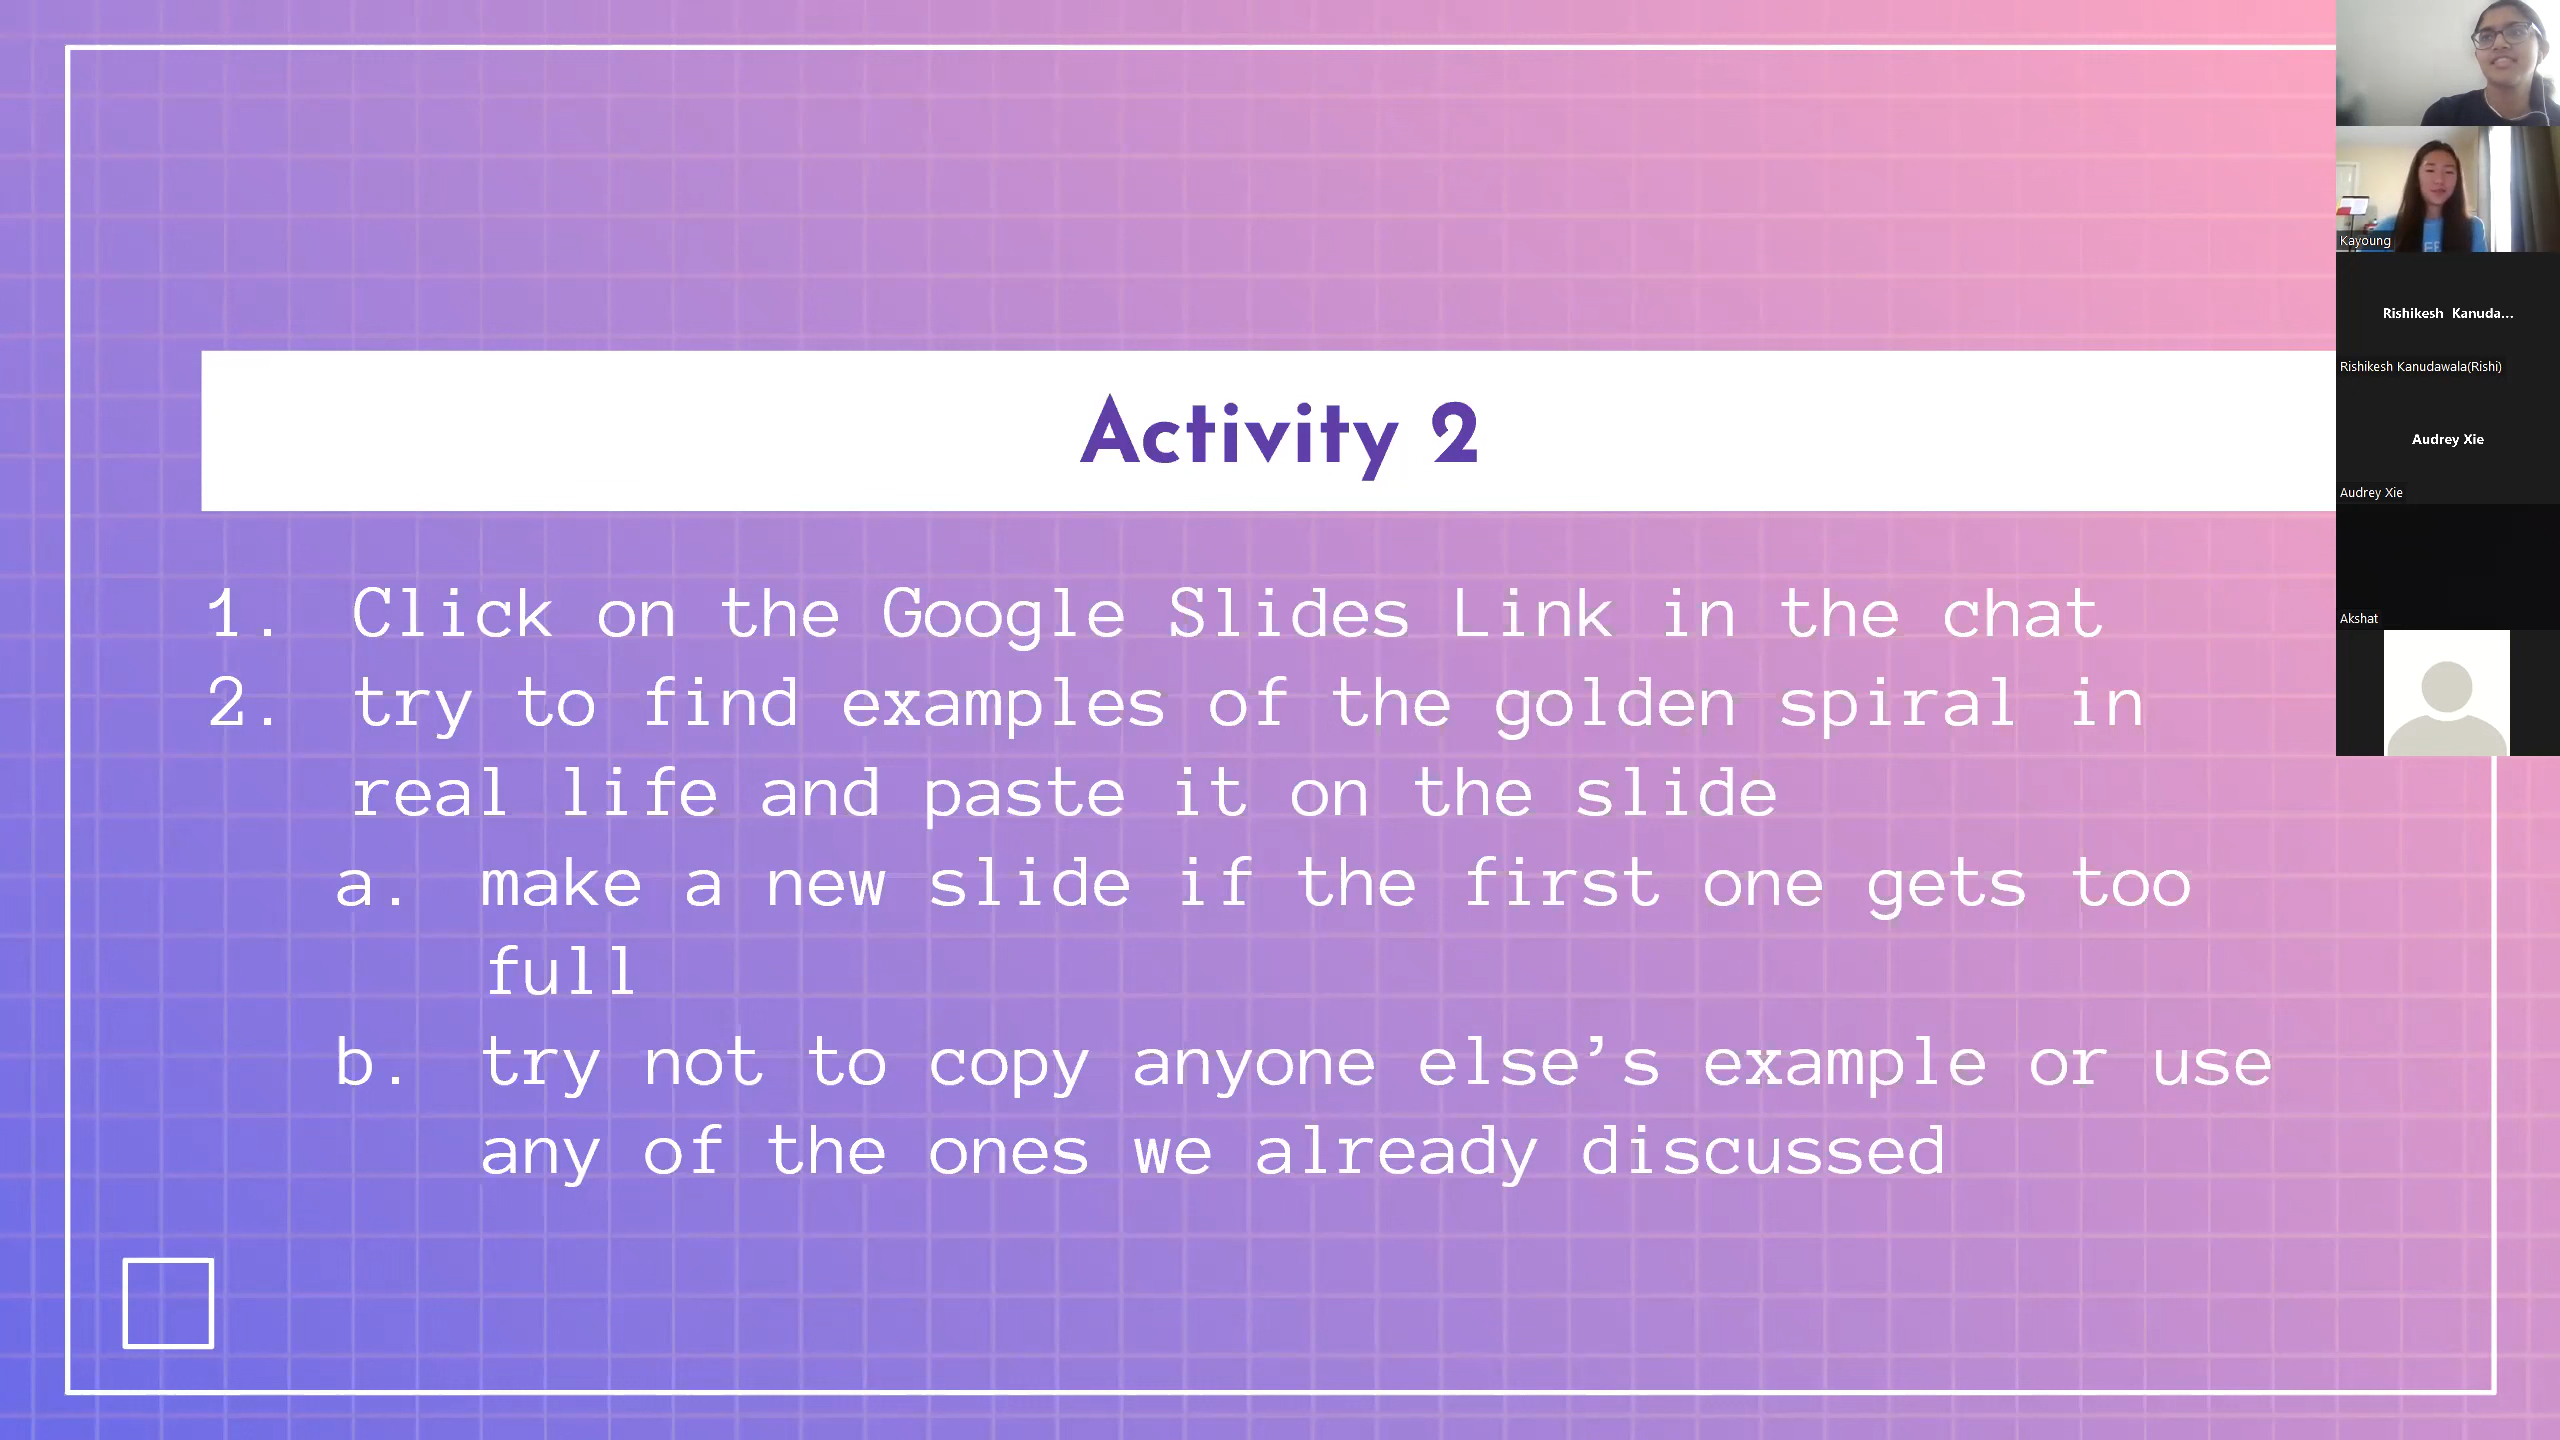 Activity 2
1. Click on the Google Slides Link in the chat
2. try to find examples of the golden spiral in
real life and paste it on the slide
a. make a new slide if the first one gets too
full
b. try not to copy anyone else’s example or use
any of the ones we already discussed
Kayoung
Rishikesh Kanuda...
Rishikesh Kanudawala(Rishi)
Audrey Xie
Audrey Xie
Akshat